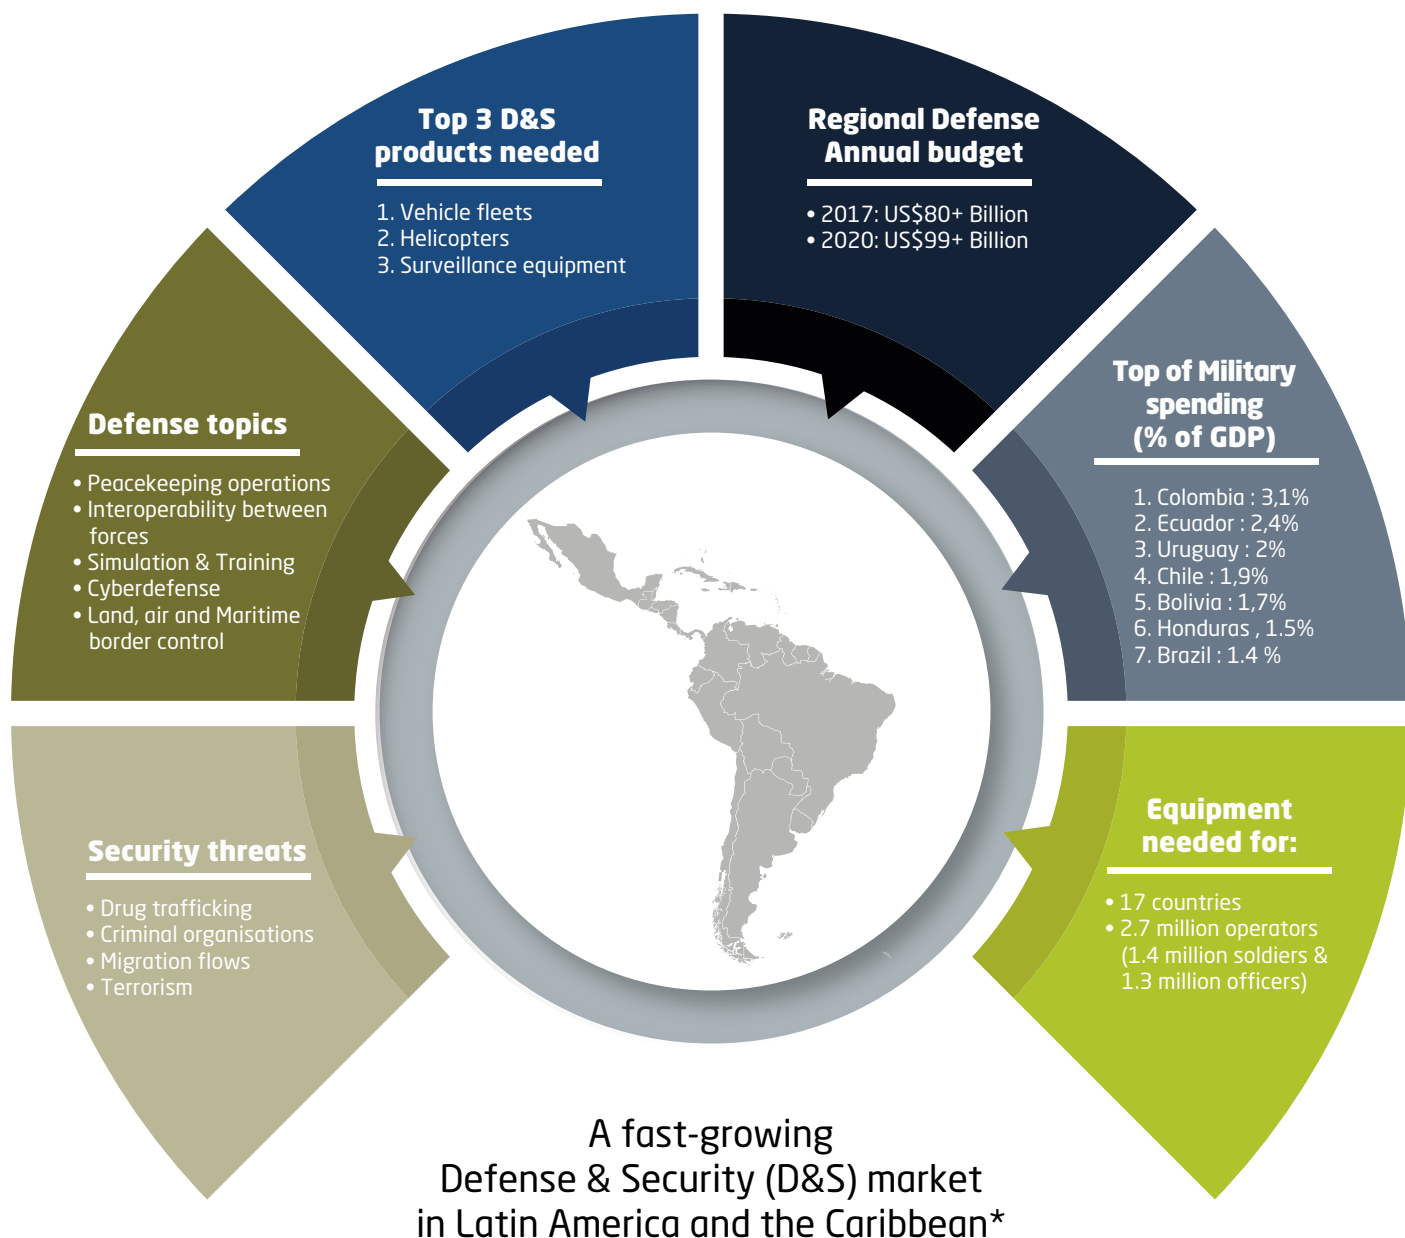 Top 3 D&S
products needed
1. Vehicle fleets
2. Helicopters
3. Surveillance equipment
Regional Defense
Annual budget
• 2017: US$80+ Billion
• 2020: US$99+ Billion
Defense topics
• Peacekeeping operations
• Interoperability between
forces
• Simulation & Training
• Cyberdefense
• Land, air and Maritime
border control
Top of Military
spending
(% of GDP)
1. Colombia : 3,1%
2. Ecuador : 2,4%
3. Uruguay : 2%
4. Chile : 1,9%
5. Bolivia : 1,7%
6. Honduras , 1.5%
7. Brazil : 1.4 %
Security threats
• Drug trafficking
• Criminal organisations
• Migration flows
• Terrorism
Equipment
needed for:
• 17 countries
• 2.7 million operators
(1.4 million soldiers &
1.3 million officers)
A fast-growing
Defense & Security (D&S) market
in Latin America and the Caribbean*